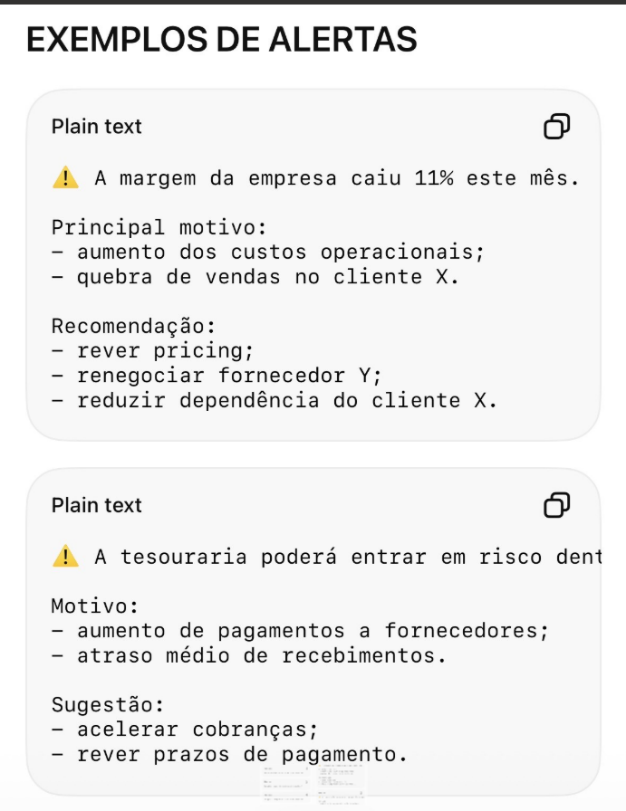 EXEMPLOS DE ALERTAS
Plain text
⚠️ A margem da empresa caiu 11% este mês.
Principal motivo:
- aumento dos custos operacionais;
- quebra de vendas no cliente X.
Recomendação:
- rever pricing;
- renegociar fornecedor Y;
- reduzir dependência do cliente X.
Plain text
⚠️ A tesouraria poderá entrar em risco dent
Motivo:
- aumento de pagamentos a fornecedores;
- atraso médio de recebimentos.
Sugestão:
- acelerar cobranças;
- rever prazos de pagamento.